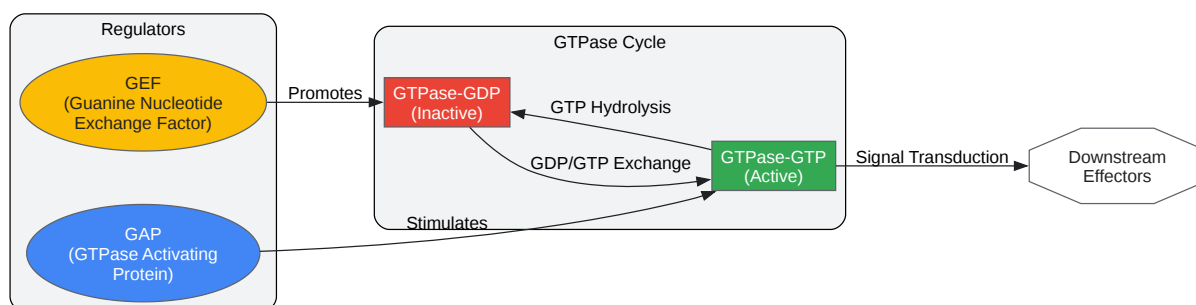 Regulators
GEF
(Guanine Nucleotide
Exchange Factor)
Promotes
GAP
(GTPase Activating
Protein)
Stimulates
GTPase Cycle
GTPase-GDP
(Inactive)
GTP Hydrolysis
GDP/GTP Exchange
GTPase-GTP
(Active)
Signal Transduction
Downstream
Effectors